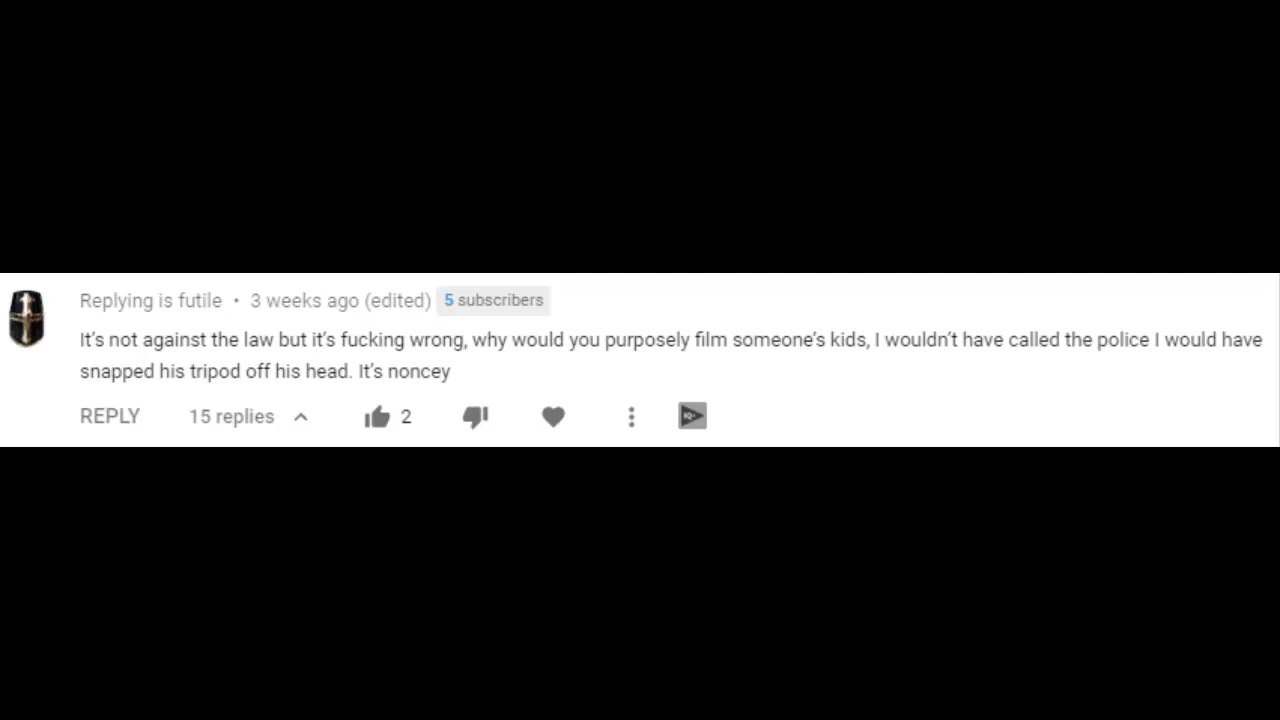 Replying is futile • 3 weeks ago (edited) 5 subscribers
It’s not against the law but it’s fucking wrong, why would you purposely film someone’s kids, I wouldn’t have called the police I would have
snapped his tripod off his head. It’s noncey
REPLY 15 replies 2